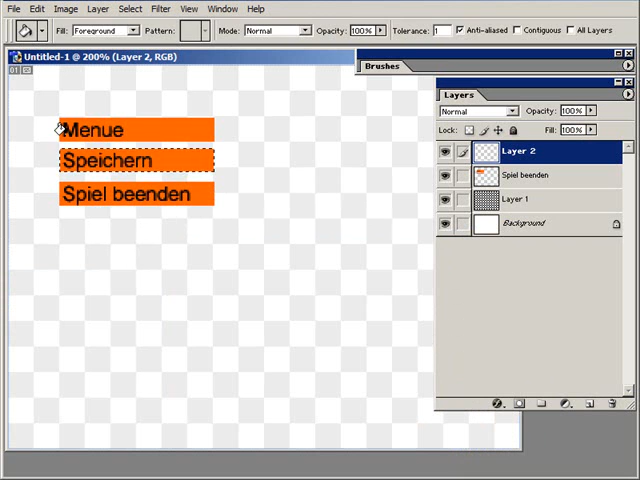 File Edit Image Layer Select Filter View Window Help
Fill: Foreground Pattern: Mode: Normal Opacity: 100% Tolerance: 1 Anti-aliased Contiguous All Layers
Untitled-1 @ 200% (Layer 2, RGB)
Brushes
01
Layers
Normal Opacity: 100%
Lock: Fill: 100%
Menue
Speichern
Spiel beenden
Layer 2
Spiel beenden
Layer 1
Background